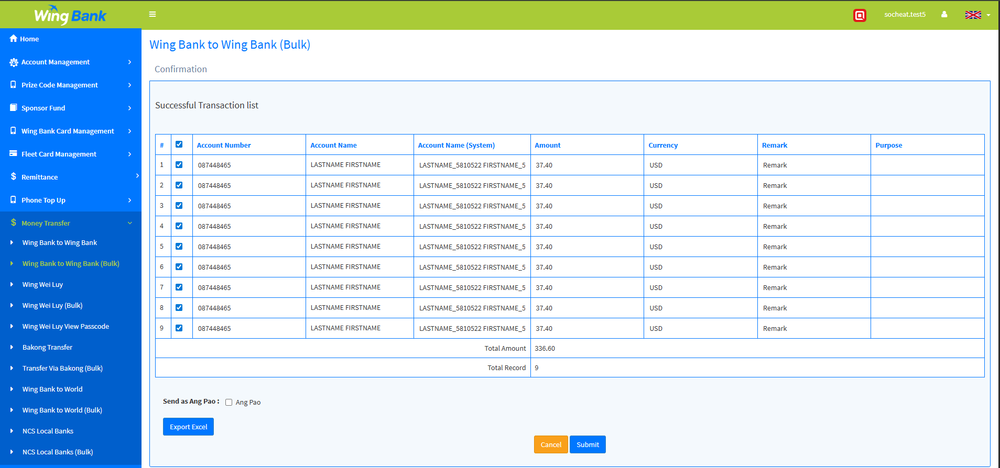 Wing Bank
socheat.test5
Home
Account Management
Prize Code Management
Sponsor Fund
Wing Bank Card Management
Fleet Card Management
Remittance
Phone Top Up
Money Transfer
Wing Bank to Wing Bank
Wing Bank to Wing Bank (Bulk)
Wing Wei Luy
Wing Wei Luy (Bulk)
Wing Wei Luy View Passcode
Bakong Transfer
Transfer Via Bakong (Bulk)
Wing Bank to World
Wing Bank to World (Bulk)
NCS Local Banks
NCS Local Banks (Bulk)
Wing Bank to Wing Bank (Bulk)
Confirmation
Successful Transaction list
# Account Number Account Name Account Name (System) Amount Currency Remark Purpose
1 087448465 LASTNAME FIRSTNAME LASTNAME_5810522 FIRSTNAME_5 37.40 USD Remark
2 087448465 LASTNAME FIRSTNAME LASTNAME_5810522 FIRSTNAME_5 37.40 USD Remark
3 087448465 LASTNAME FIRSTNAME LASTNAME_5810522 FIRSTNAME_5 37.40 USD Remark
4 087448465 LASTNAME FIRSTNAME LASTNAME_5810522 FIRSTNAME_5 37.40 USD Remark
5 087448465 LASTNAME FIRSTNAME LASTNAME_5810522 FIRSTNAME_5 37.40 USD Remark
6 087448465 LASTNAME FIRSTNAME LASTNAME_5810522 FIRSTNAME_5 37.40 USD Remark
7 087448465 LASTNAME FIRSTNAME LASTNAME_5810522 FIRSTNAME_5 37.40 USD Remark
8 087448465 LASTNAME FIRSTNAME LASTNAME_5810522 FIRSTNAME_5 37.40 USD Remark
9 087448465 LASTNAME FIRSTNAME LASTNAME_5810522 FIRSTNAME_5 37.40 USD Remark
Total Amount 336.60
Total Record 9
Send as Ang Pao : Ang Pao
Export Excel
Cancel Submit